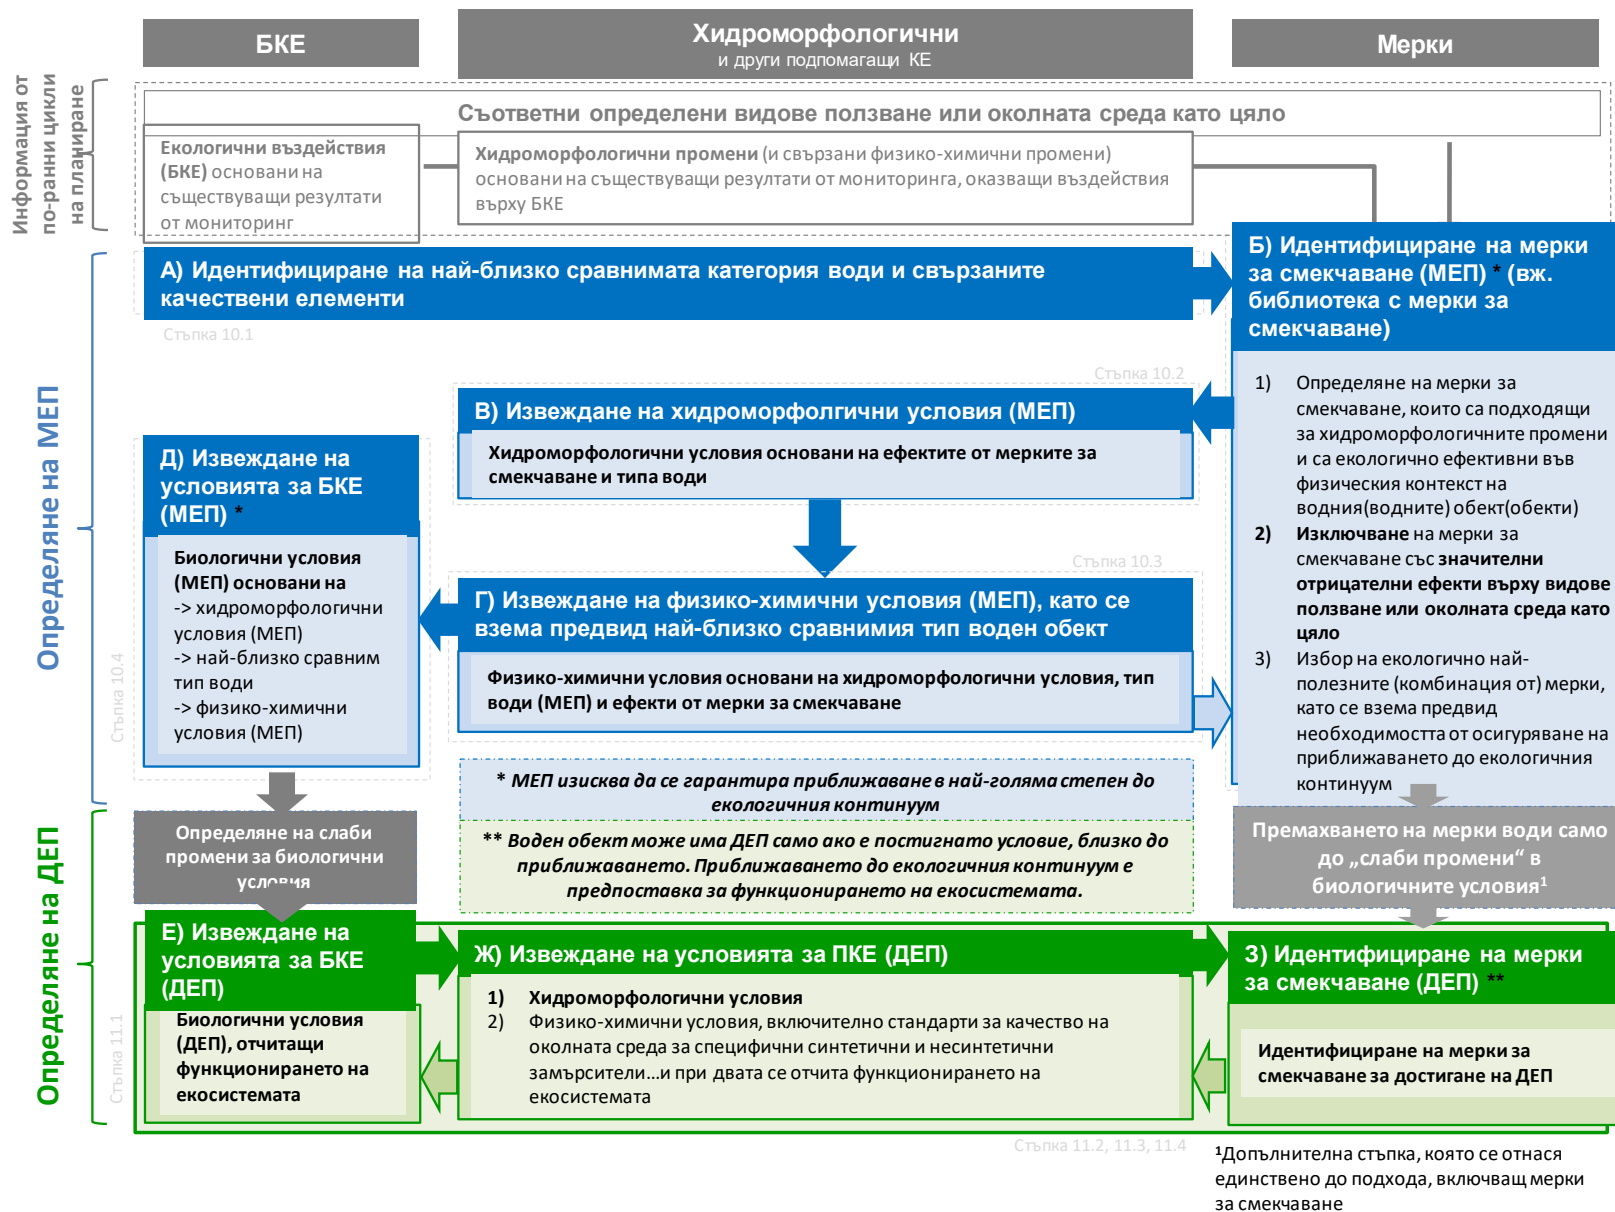 БКЕ
Хидроморфологични
и други подпомагащи КЕ
Мерки
Информация от
по-ранни цикли
на планиране
Съответни определени видове ползване или околната среда като цяло
Екологични въздействия
(БКЕ) основани на
съществуващи резултати
от мониторинг
Хидроморфологични промени (и свързани физико-химични промени)
основани на съществуващи резултати от мониторинга, оказващи въздействия
върху БКЕ
Определяне на МЕП
А) Идентифициране на най-близко сравнимата категория води и свързаните
качествени елементи
Стъпка 10.1
Б) Идентифициране на мерки
за смекчаване (МЕП) * (вж.
библиотека с мерки за
смекчаване)
1) Определяне на мерки за
смекчаване, които са подходящи
за хидроморфологичните промени
и са екологично ефективни във
физическия контекст на
водния(водните) обект(обекти)
2) Изключване на мерки за
смекчаване със значителни
отрицателни ефекти върху видове
ползване или околната среда като
цяло
3) Избор на екологично най-
полезните (комбинация от) мерки,
като се взема предвид
необходимостта от осигуряване на
приближаването до екологичния
континуум
Стъпка 10.2
В) Извеждане на хидроморфолгични условия (МЕП)
Хидроморфологични условия основани на ефектите от мерките за
смекчаване и типа води
Стъпка 10.3
Г) Извеждане на физико-химични условия (МЕП), като се
взема предвид най-близко сравнимия тип воден обект
Физико-химични условия основани на хидроморфологични условия, тип
води (МЕП) и ефекти от мерки за смекчаване
Д) Извеждане на
условията за БКЕ
(МЕП) *
Биологични условия
(МЕП) основани на
-> хидроморфологични
условия (МЕП)
-> най-близко сравним
тип води
-> физико-химични
условия (МЕП)
Стъпка 10.4
* МЕП изисква да се гарантира приближаване в най-голяма степен до
екологичния континуум
** Воден обект може има ДЕП само ако е постигнато условие, близко до
приближаването. Приближаването до екологичния континуум е
предпоставка за функционирането на екосистемата.
Определяне на ДЕП
Определяне на слаби
промени за биологични
условия
Премахването на мерки води само
до „слаби промени“ в
биологичните условия¹
Е) Извеждане на
условията за БКЕ
(ДЕП)
Биологични условия
(ДЕП), отчитащи
функционирането на
екосистемата
Стъпка 11.1
Ж) Извеждане на условията за ПКЕ (ДЕП)
1) Хидроморфологични условия
2) Физико-химични условия, включително стандарти за качество на
околната среда за специфични синтетични и несинтетични
замърсители...и при двата се отчита функционирането на
екосистемата
З) Идентифициране на мерки
за смекчаване (ДЕП) **
Идентифициране на мерки за
смекчаване за достигане на ДЕП
Стъпка 11.2, 11.3, 11.4
¹Допълнителна стъпка, която се отнася
единствено до подхода, включващ мерки
за смекчаване